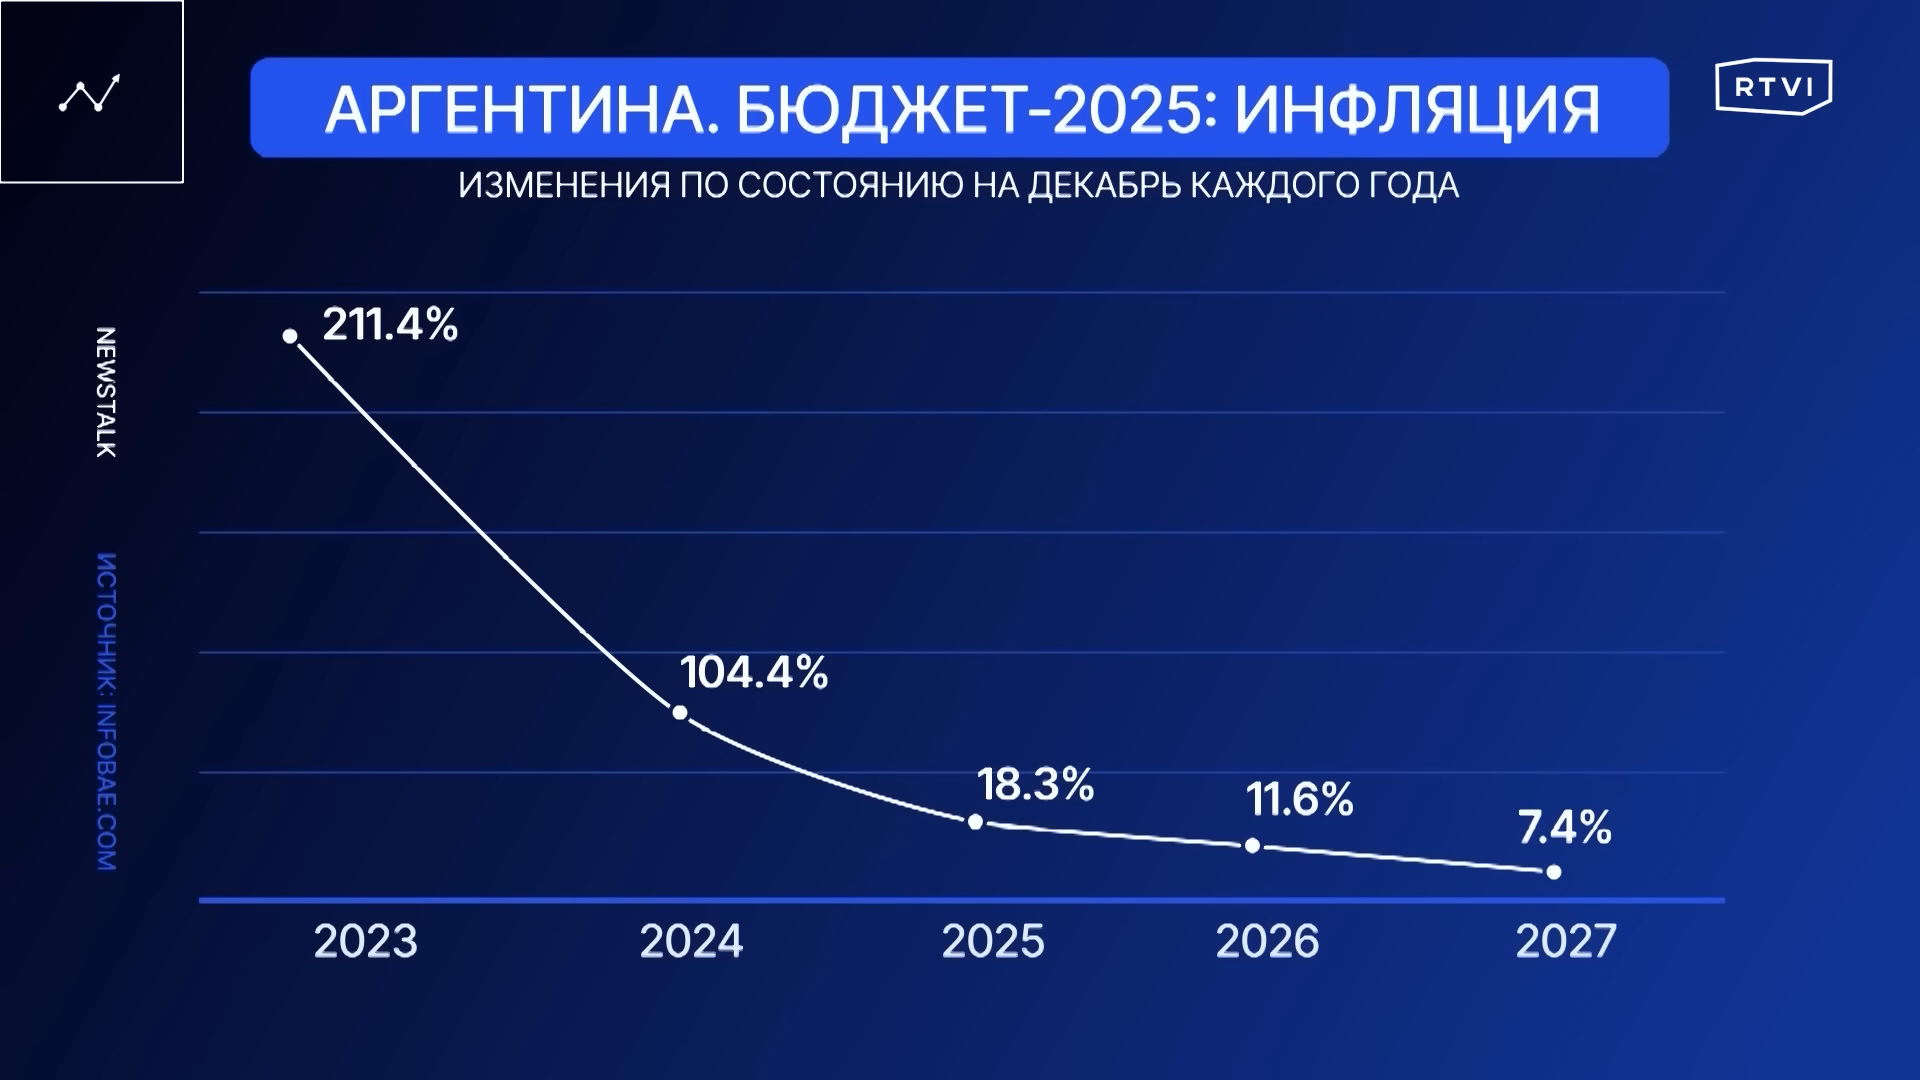 АРГЕНТИНА. БЮДЖЕТ-2025: ИНФЛЯЦИЯ
RTVI
ИЗМЕНЕНИЯ ПО СОСТОЯНИЮ НА ДЕКАБРЬ КАЖДОГО ГОДА
NEWSTALK
ИСТОЧНИК: INFOBAE.COM
211.4%
104.4%
18.3%
11.6%
7.4%
2023 2024 2025 2026 2027